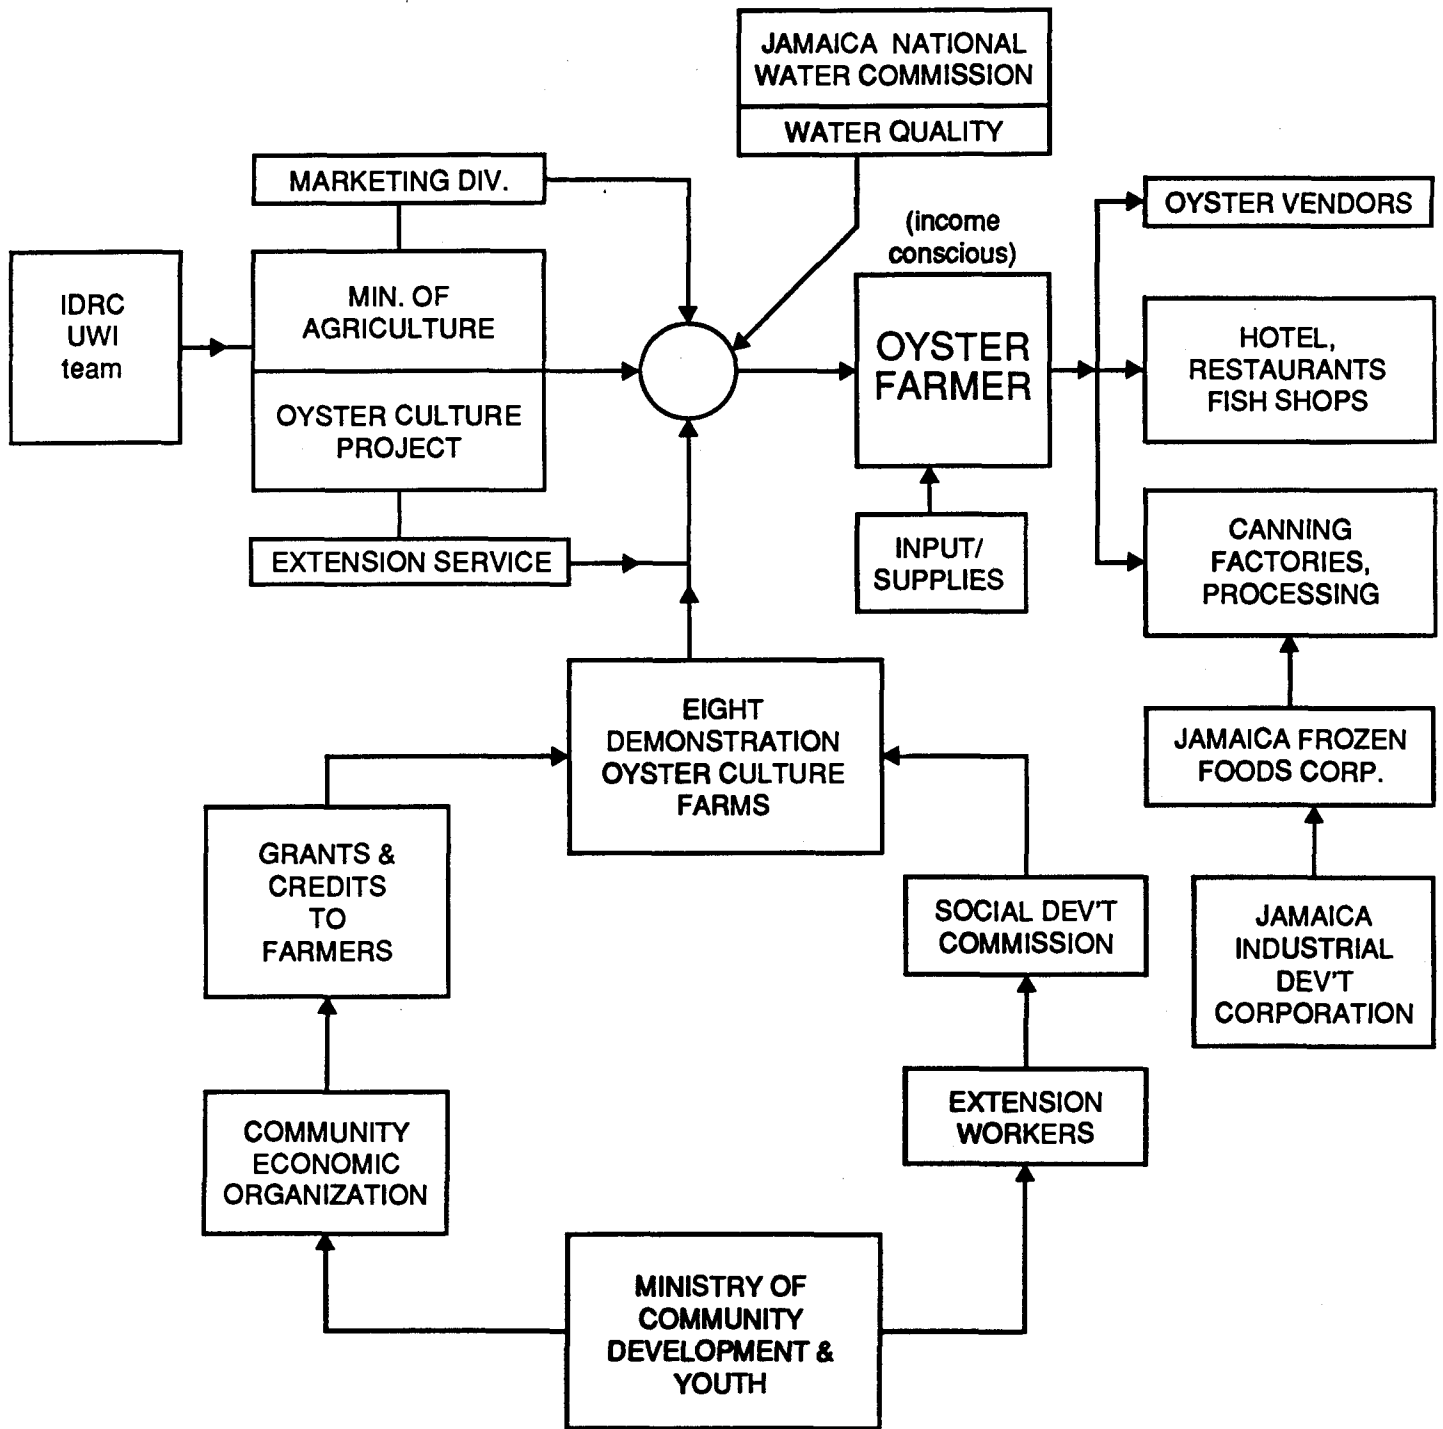 JAMAICA NATIONAL
WATER COMMISSION
WATER QUALITY
MARKETING DIV.
OYSTER VENDORS
(income
conscious)
IDRC
UWI
team
MIN. OF
AGRICULTURE
OYSTER CULTURE
PROJECT
OYSTER
FARMER
HOTEL,
RESTAURANTS
FISH SHOPS
EXTENSION SERVICE
INPUT/
SUPPLIES
CANNING
FACTORIES,
PROCESSING
EIGHT
DEMONSTRATION
OYSTER CULTURE
FARMS
JAMAICA FROZEN
FOODS CORP.
GRANTS &
CREDITS
TO
FARMERS
SOCIAL DEV'T
COMMISSION
JAMAICA
INDUSTRIAL
DEV'T
CORPORATION
COMMUNITY
ECONOMIC
ORGANIZATION
EXTENSION
WORKERS
MINISTRY OF
COMMUNITY
DEVELOPMENT &
YOUTH